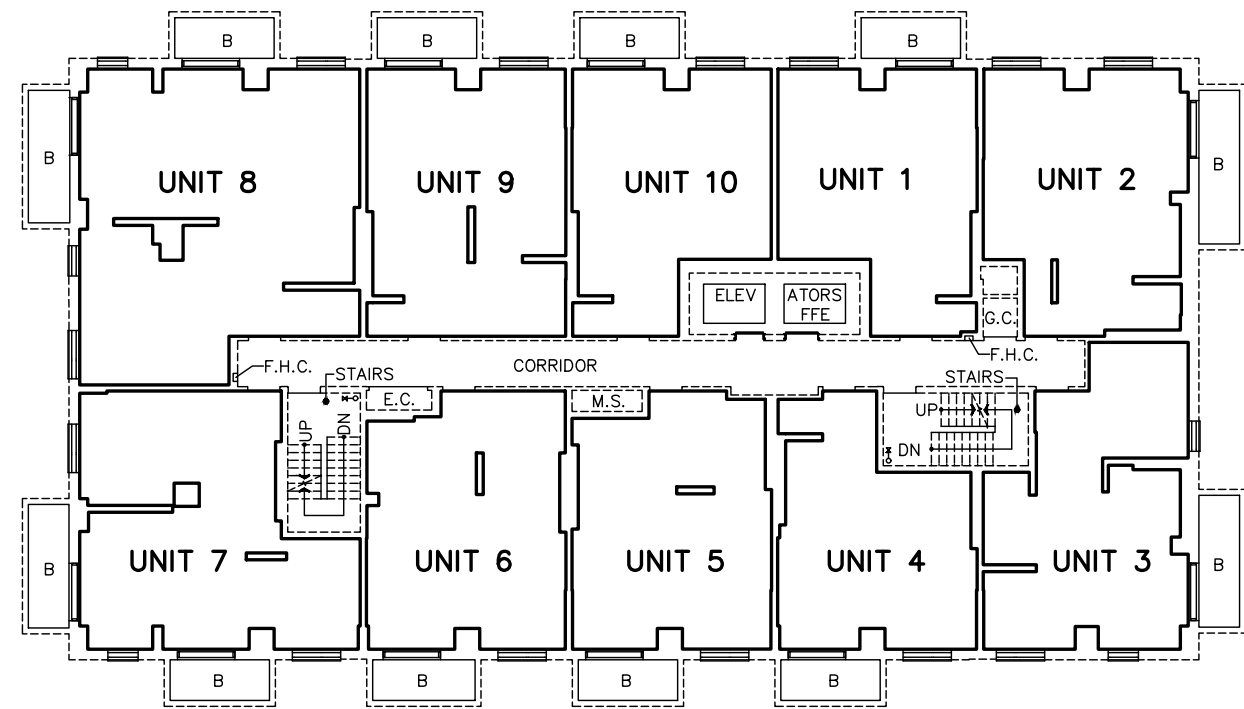 B
B
B
B
B
B
UNIT 8
UNIT 9
UNIT 10
UNIT 1
UNIT 2
ELEV
ATORS
FFE
G.C.
F.H.C.
CORRIDOR
F.H.C.
STAIRS
STAIRS
E.C.
M.S.
UP
DN
UP
DN
UNIT 7
UNIT 6
UNIT 5
UNIT 4
UNIT 3
B
B
B
B
B
B